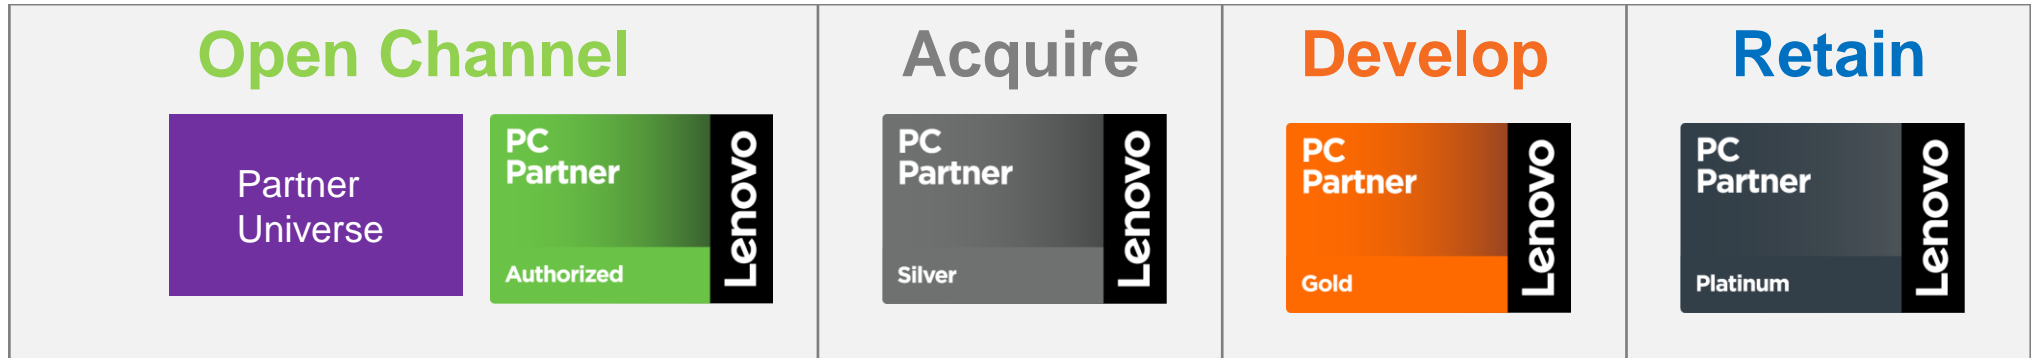 Open Channel
Partner
Universe
PC
Partner
Authorized
Lenovo
Acquire
PC
Partner
Silver
Lenovo
Develop
PC
Partner
Gold
Lenovo
Retain
PC
Partner
Platinum
Lenovo